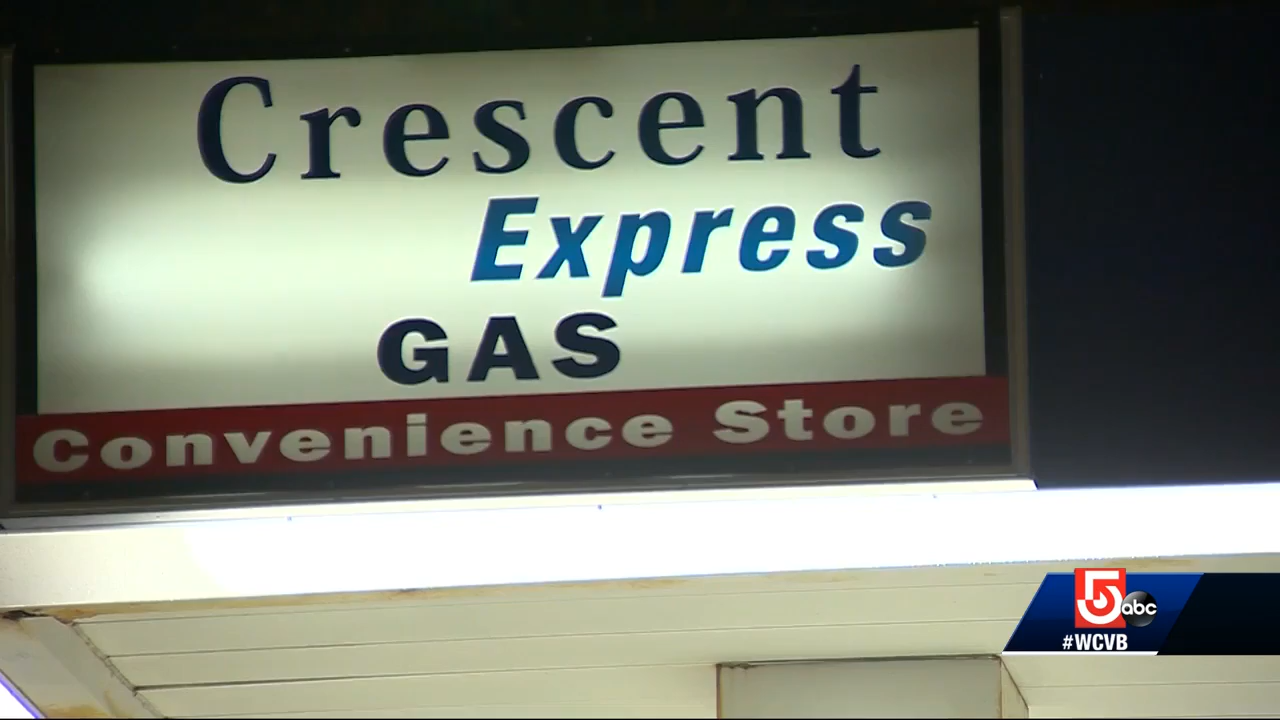 Crescent
Express
GAS
Convenience Store
5 abc
#WCVB